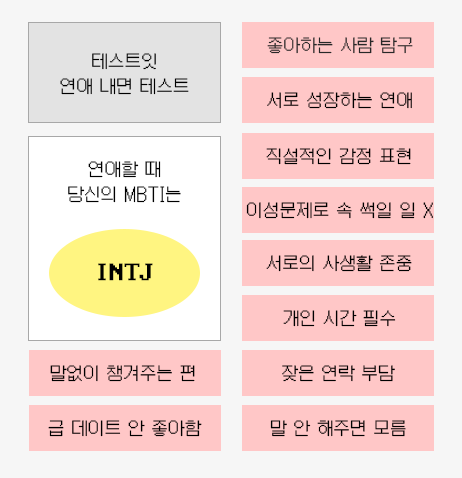 테스트잇
연애 내면 테스트
연애할 때
당신의 MBTI는
INTJ
말없이 챙겨주는 편
급 데이트 안 좋아함
좋아하는 사람 탐구
서로 성장하는 연애
직설적인 감정 표현
이성문제로 속 썩일 일 X
서로의 사생활 존중
개인 시간 필수
잦은 연락 부담
말 안 해주면 모름